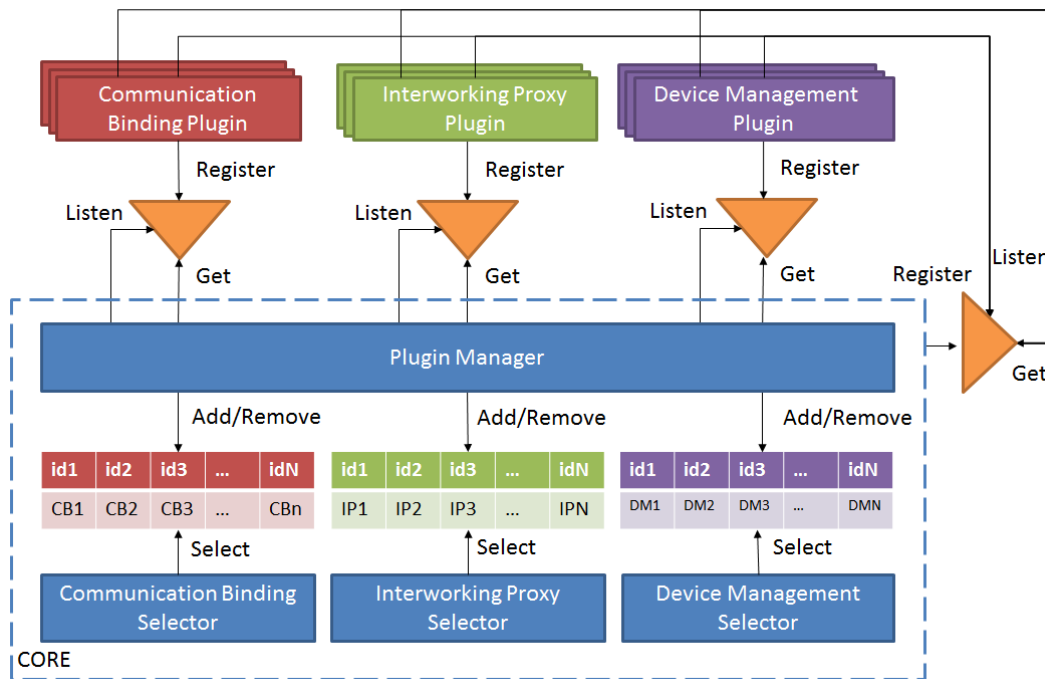 Communication
Binding Plugin
Interworking Proxy
Plugin
Device Management
Plugin
Register
Register
Register
Listen
Listen
Listen
Listen
Get
Get
Get
Register
Get
Plugin Manager
Add/Remove
Add/Remove
Add/Remove
id1 id2 id3 ... idN
CB1 CB2 CB3 ... CBn
id1 id2 id3 ... idN
IP1 IP2 IP3 ... IPN
id1 id2 id3 ... idN
DM1 DM2 DM3 ... DMN
Select
Select
Select
Communication Binding
Selector
Interworking Proxy
Selector
Device Management
Selector
CORE